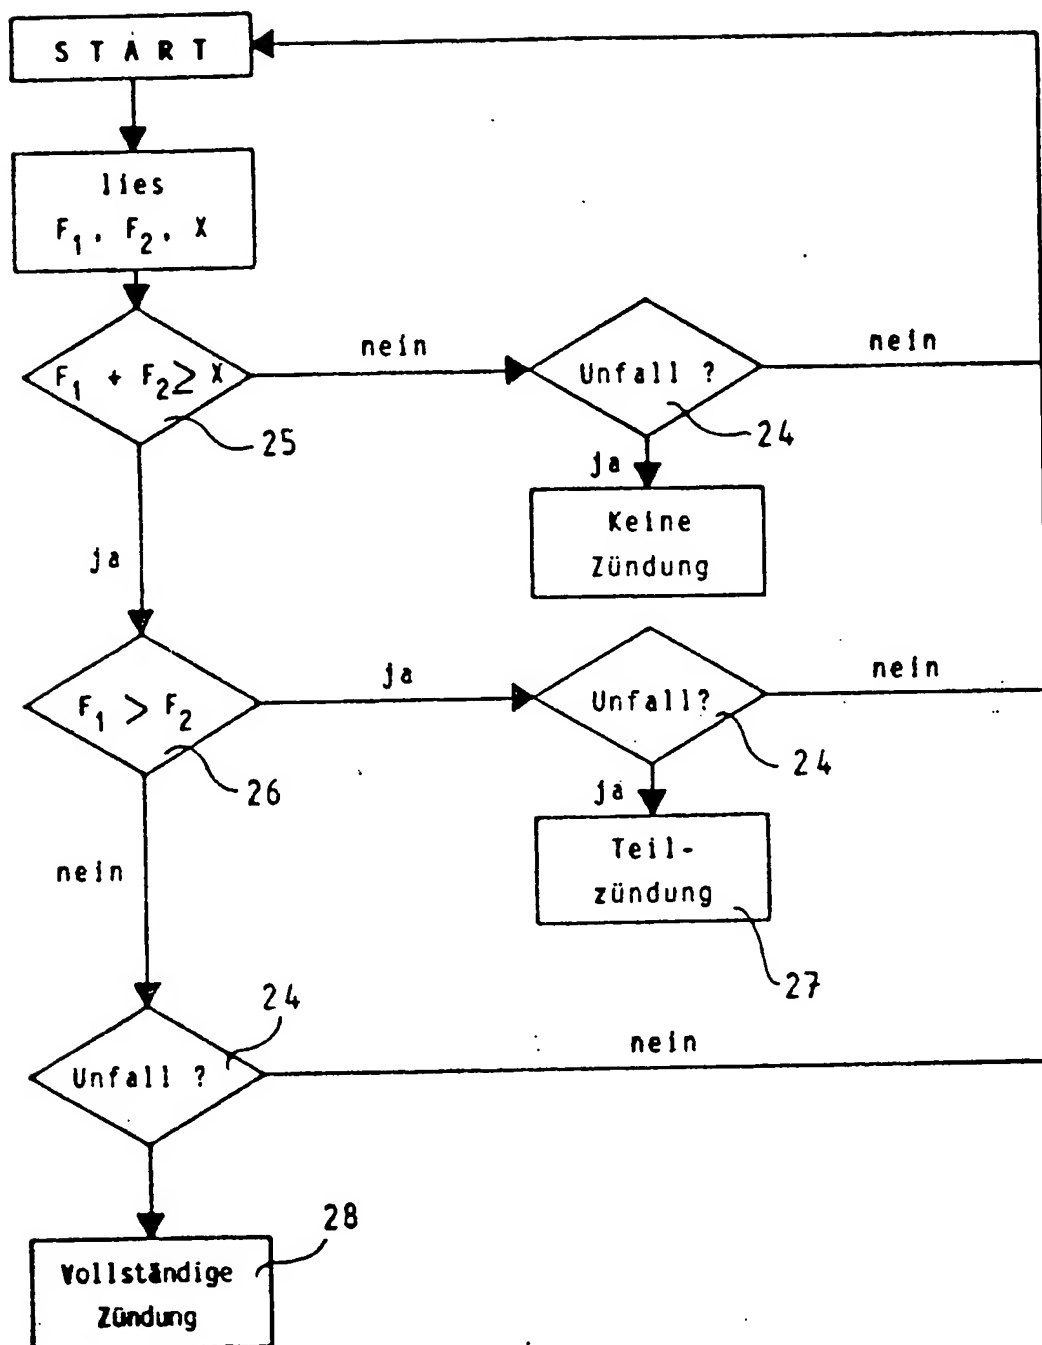 START
lies
F₁, F₂, X
F₁ + F₂ ≥ X
25
nein
Unfall ?
24
nein
ja
Keine
Zündung
ja
F₁ > F₂
26
ja
Unfall?
24
nein
ja
Teil-
zündung
27
nein
Unfall ?
24
nein
Vollständige
Zündung
28